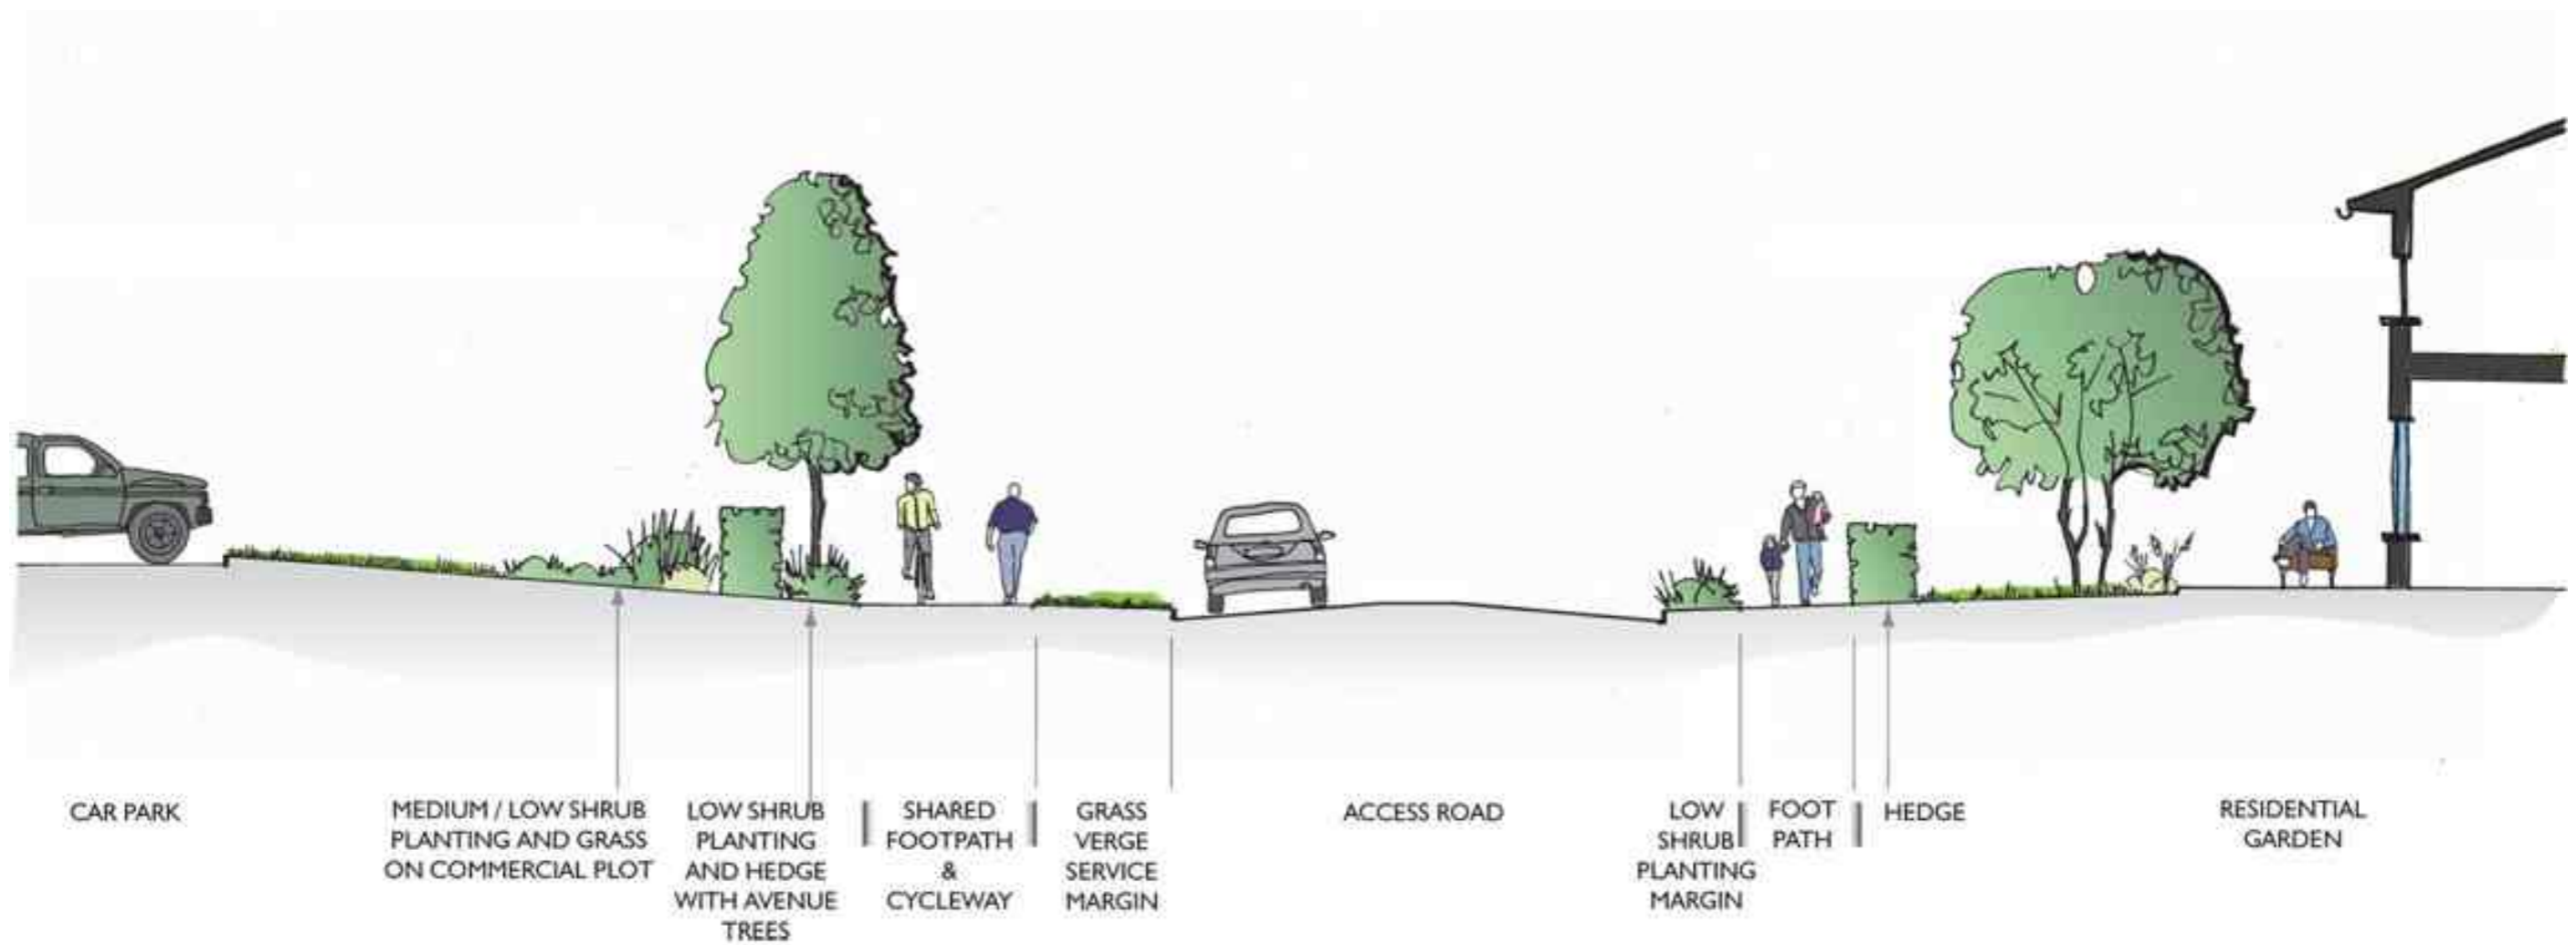 CAR PARK
MEDIUM / LOW SHRUB
PLANTING AND GRASS
ON COMMERCIAL PLOT
LOW SHRUB
PLANTING
AND HEDGE
WITH AVENUE
TREES
SHARED
FOOTPATH
&
CYCLEWAY
GRASS
VERGE
SERVICE
MARGIN
ACCESS ROAD
LOW
SHRUB
PLANTING
MARGIN
FOOT
PATH
HEDGE
RESIDENTIAL
GARDEN